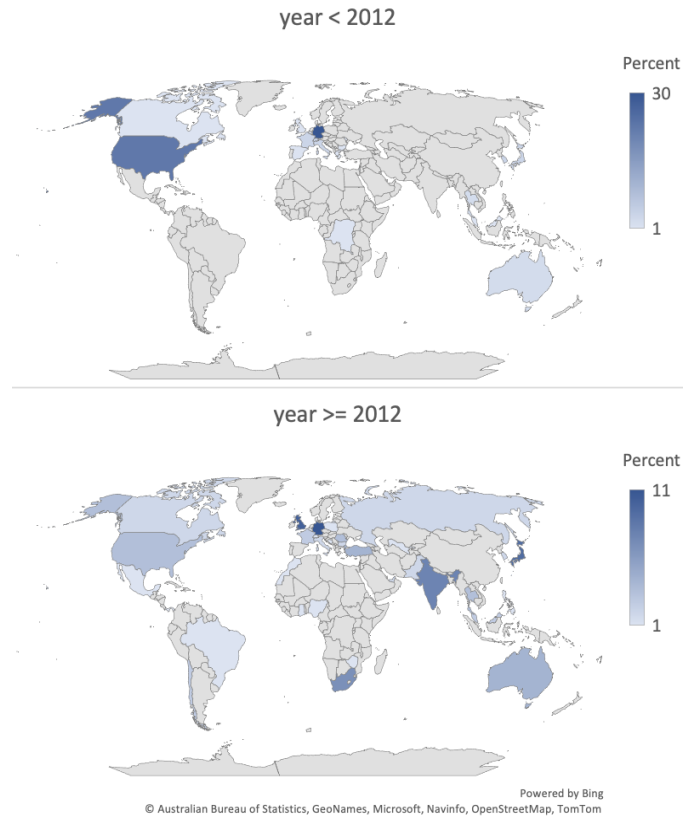 year < 2012
Percent
30
1
year >= 2012
Percent
11
1
Powered by Bing
© Australian Bureau of Statistics, GeoNames, Microsoft, Navinfo, OpenStreetMap, TomTom